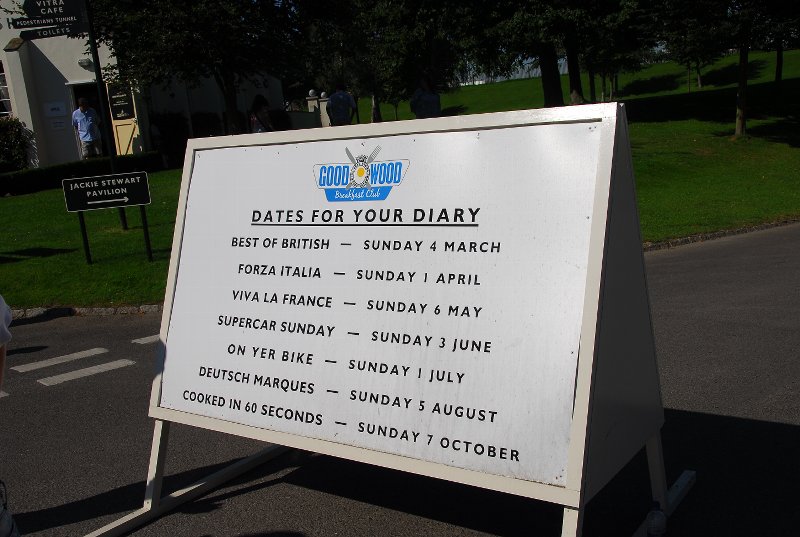 VITRA
CAFE
PEDESTRIANS TUNNEL
TOILETS
JACKIE STEWART
PAVILION
GOODWOOD
Breakfast Club
DATES FOR YOUR DIARY
BEST OF BRITISH — SUNDAY 4 MARCH
FORZA ITALIA — SUNDAY 1 APRIL
VIVA LA FRANCE — SUNDAY 6 MAY
SUPERCAR SUNDAY — SUNDAY 3 JUNE
ON YER BIKE — SUNDAY 1 JULY
DEUTSCH MARQUES — SUNDAY 5 AUGUST
COOKED IN 60 SECONDS — SUNDAY 7 OCTOBER